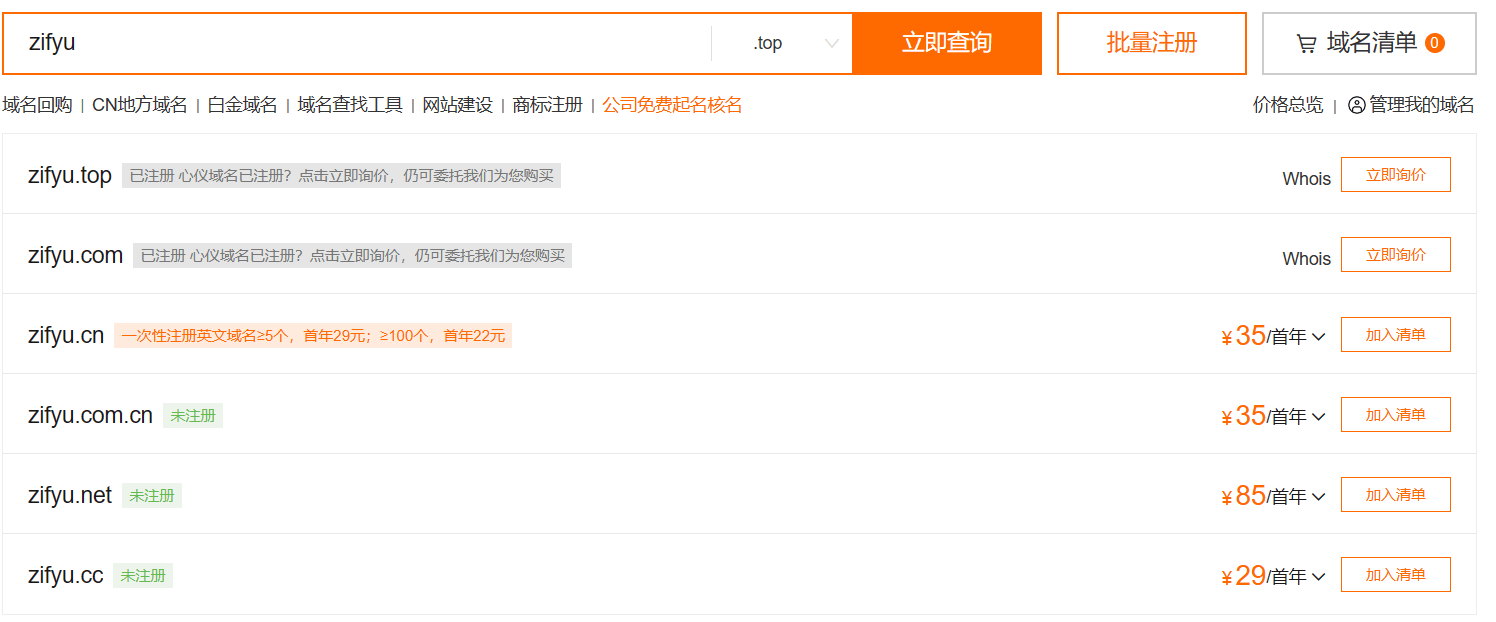 zifyu .top 立即查询 批量注册 域名清单 0
域名回购 | CN地方域名 | 白金域名 | 域名查找工具 | 网站建设 | 商标注册 | 公司免费起名核名 价格总览 | 管理我的域名
zifyu.top 已注册 心仪域名已注册？点击立即询价，仍可委托我们为您购买 Whois 立即询价
zifyu.com 已注册 心仪域名已注册？点击立即询价，仍可委托我们为您购买 Whois 立即询价
zifyu.cn 一次性注册英文域名≥5个，首年29元；≥100个，首年22元 ¥35/首年 加入清单
zifyu.com.cn 未注册 ¥35/首年 加入清单
zifyu.net 未注册 ¥85/首年 加入清单
zifyu.cc 未注册 ¥29/首年 加入清单